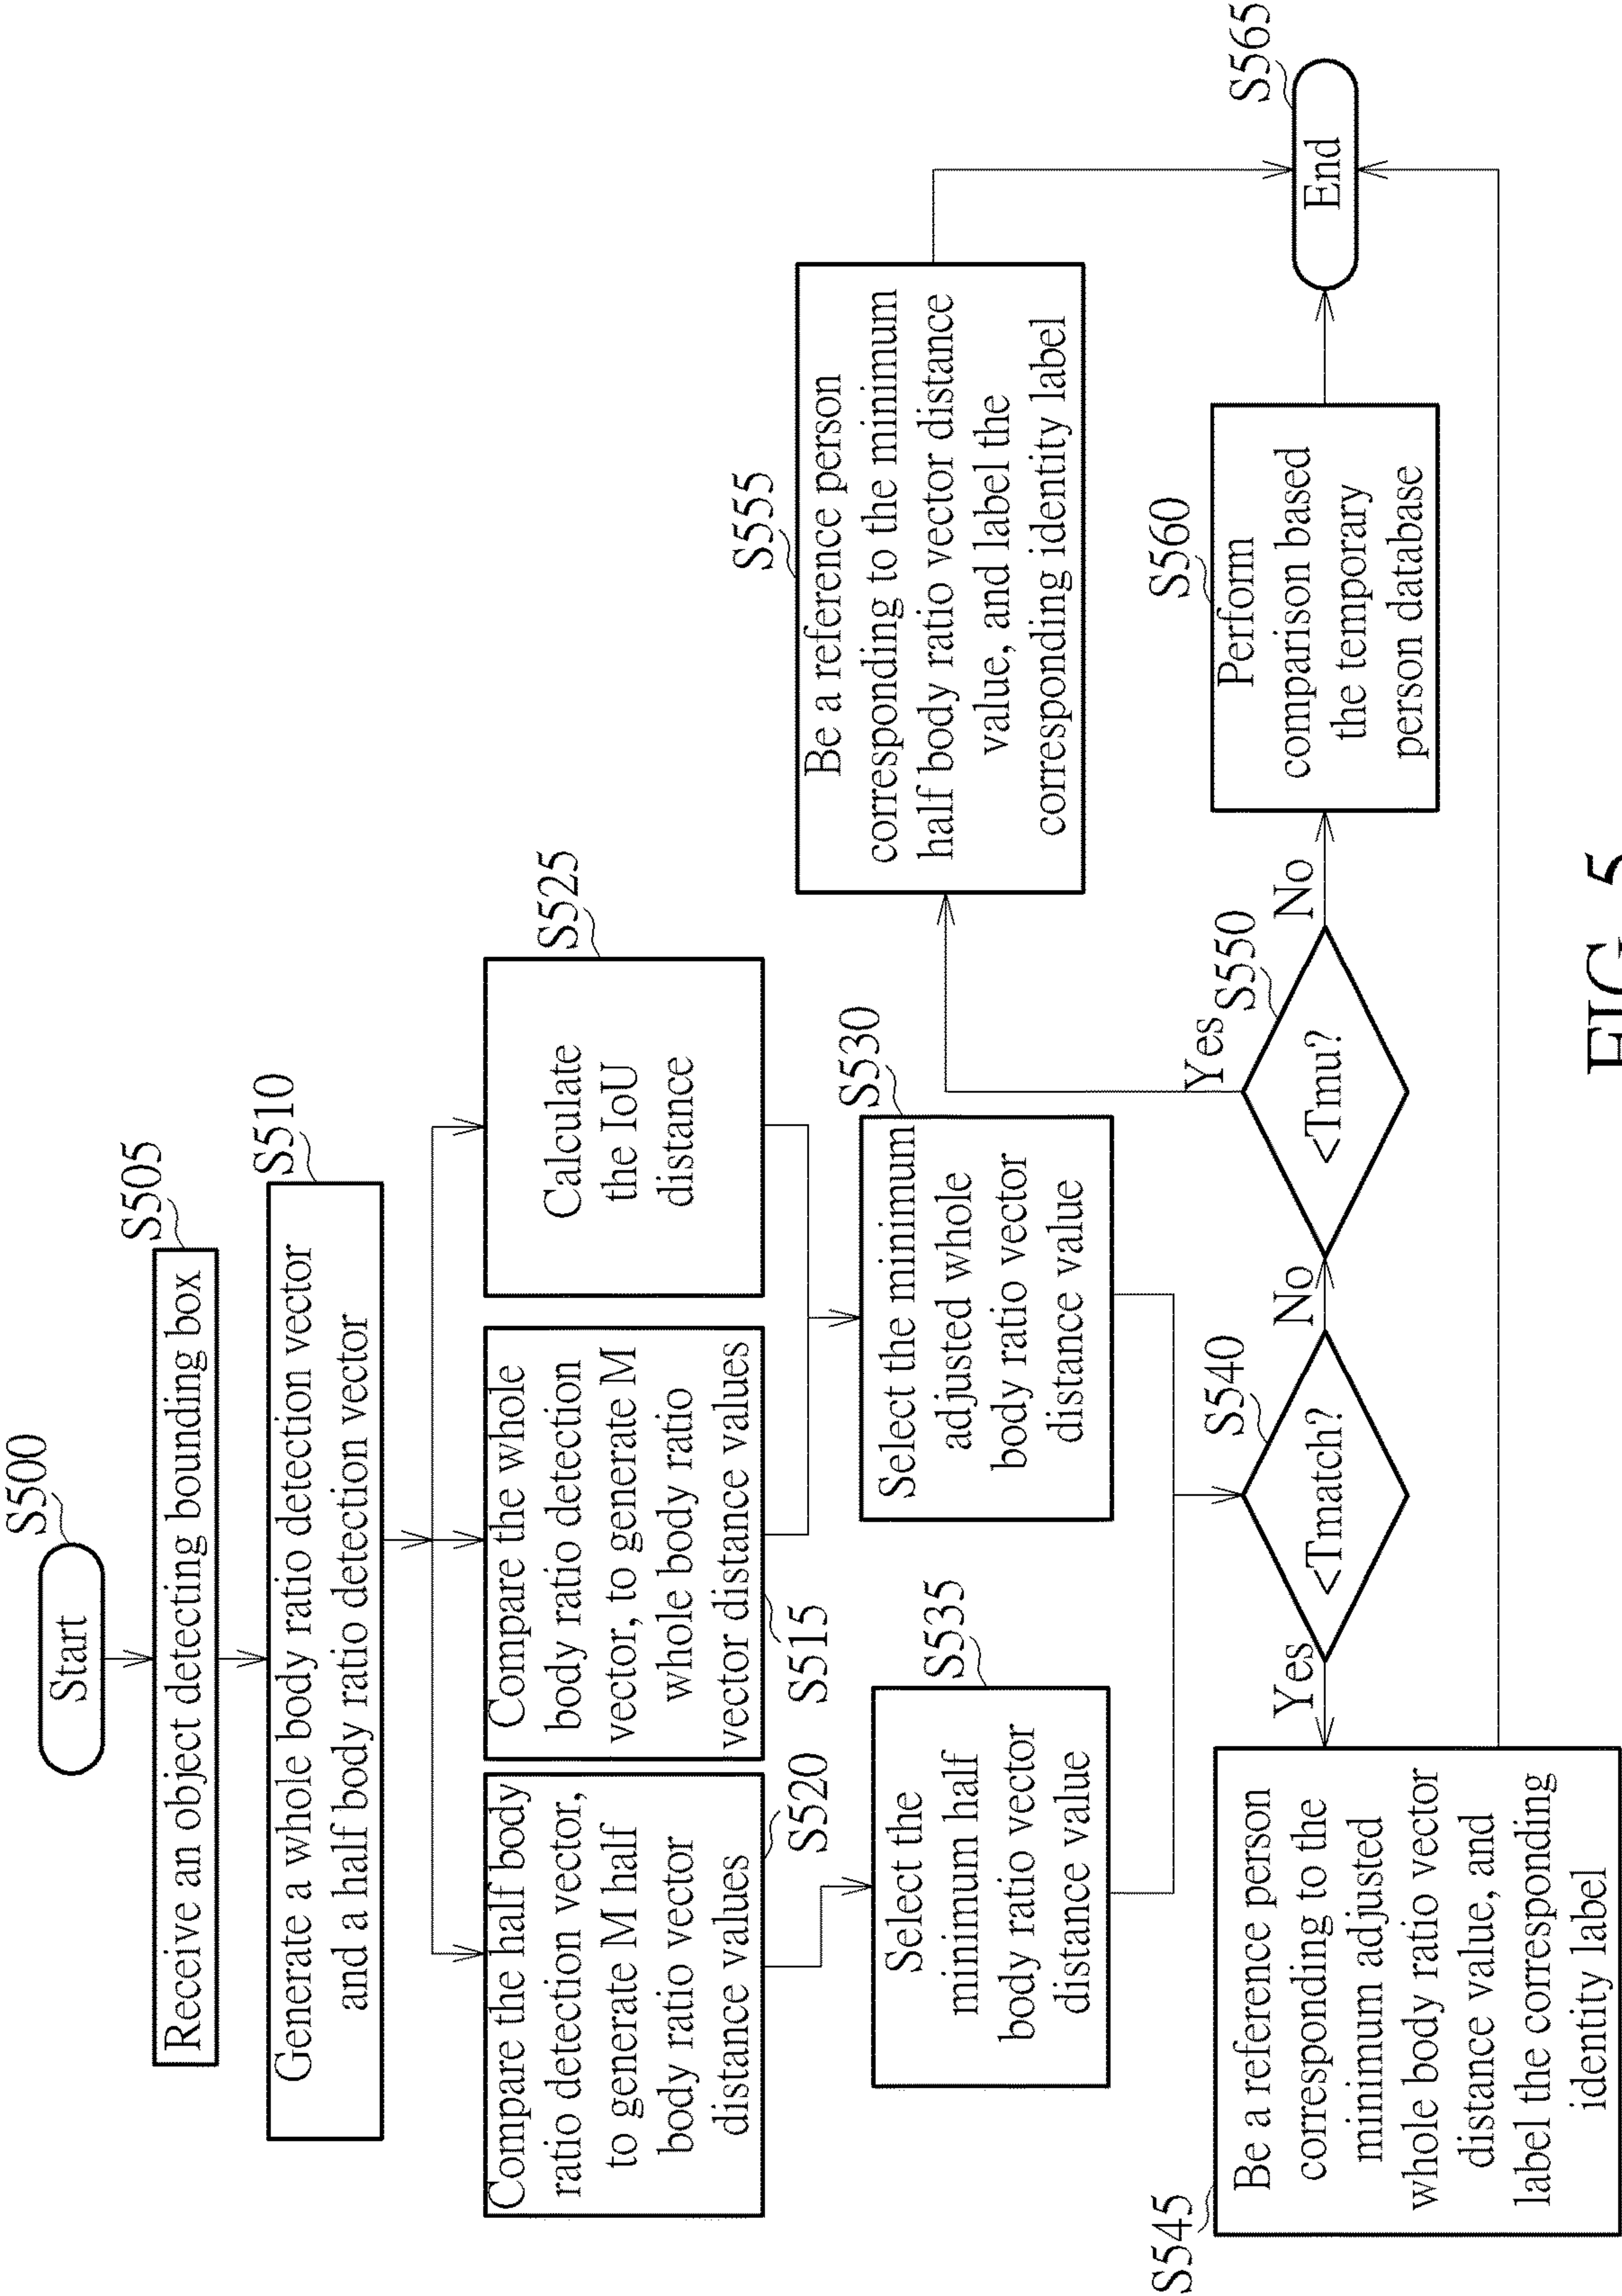 S500
Start
S505
Receive an object detecting bounding box
S510
Generate a whole body ratio detection vector
and a half body ratio detection vector
Compare the half body
ratio detection vector,
to generate M half
body ratio vector
distance values
S520
Compare the whole
body ratio detection
vector, to generate M
whole body ratio
vector distance values
S515
S525
Calculate
the IoU
distance
S535
Select the
minimum half
body ratio vector
distance value
S530
Select the minimum
adjusted whole
body ratio vector
distance value
S555
Be a reference person
corresponding to the minimum
half body ratio vector distance
value, and label the
corresponding identity label
S545
Be a reference person
corresponding to the
minimum adjusted
whole body ratio vector
distance value, and
label the corresponding
identity label
Yes
S540
<Tmatch?
No
Yes
S550
<Tmu?
No
S560
Perform
comparison based
the temporary
person database
S565
End
FIG. 5